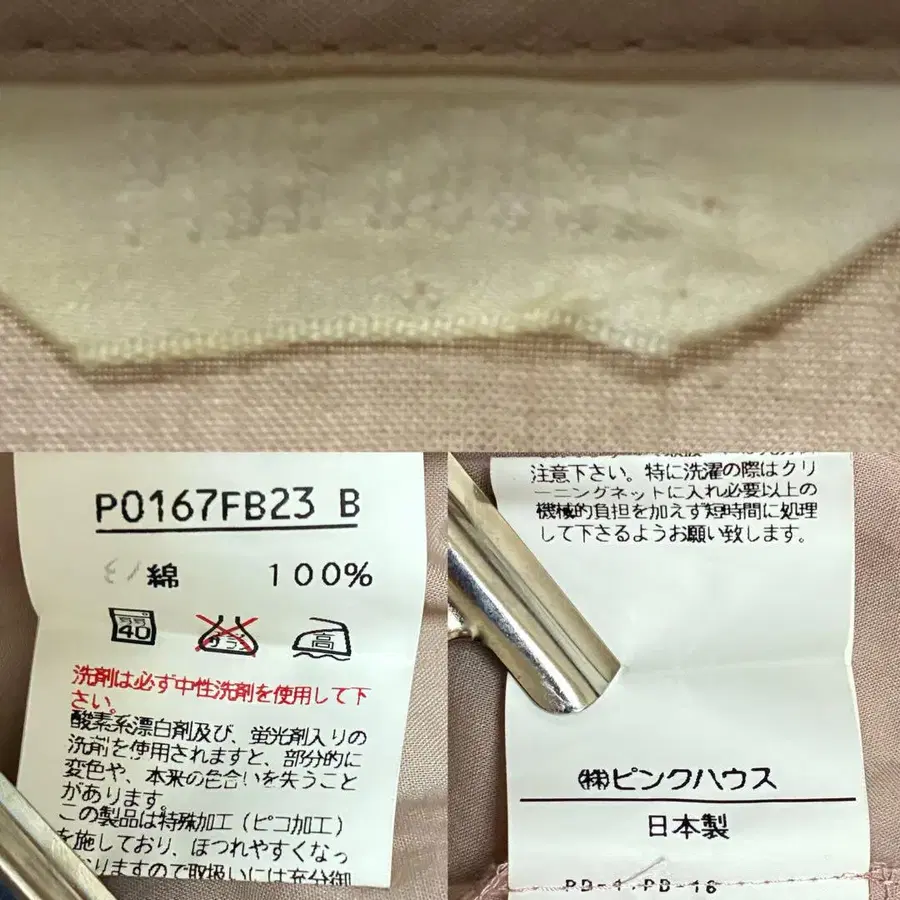 P0167FB23 B
綿 100%
40
サラシ
高
洗剤は必ず中性洗剤を使用して下
さい。
酸素系漂白剤及び、蛍光剤入りの
洗剤を使用されますと、部分的に
変色や、本来の色合いを失うこと
があります。
この製品は特殊加工(ピコ加工)
を施しており、ほつれやすくなっ
ておりますので取扱いには充分御
注意下さい。特に洗濯の際はクリ
ーニングネットに入れ必要以上の
機械的負担を加えず短時間に処理
して下さるようお願い致します。
㈱ピンクハウス
日本製